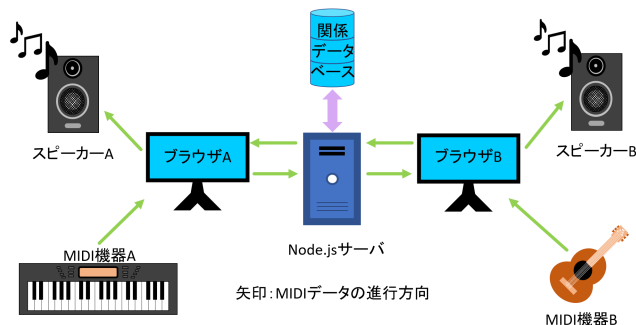 関係
データ
ベース
スピーカーA
スピーカーB
ブラウザA
ブラウザB
Node.jsサーバ
MIDI機器A
矢印：MIDIデータの進行方向
MIDI機器B